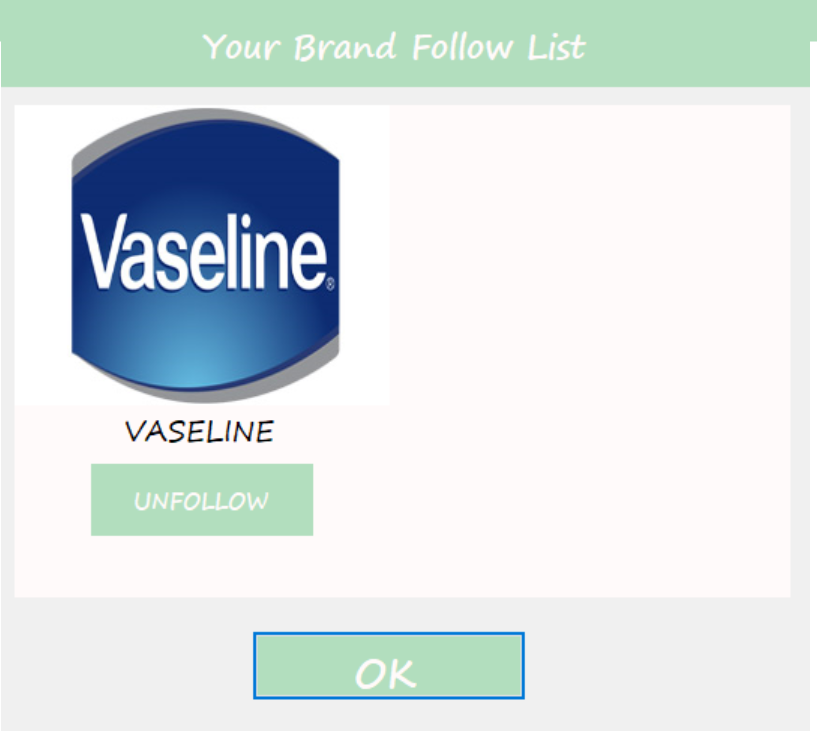 Your Brand Follow List
Vaseline®
VASELINE
UNFOLLOW
OK